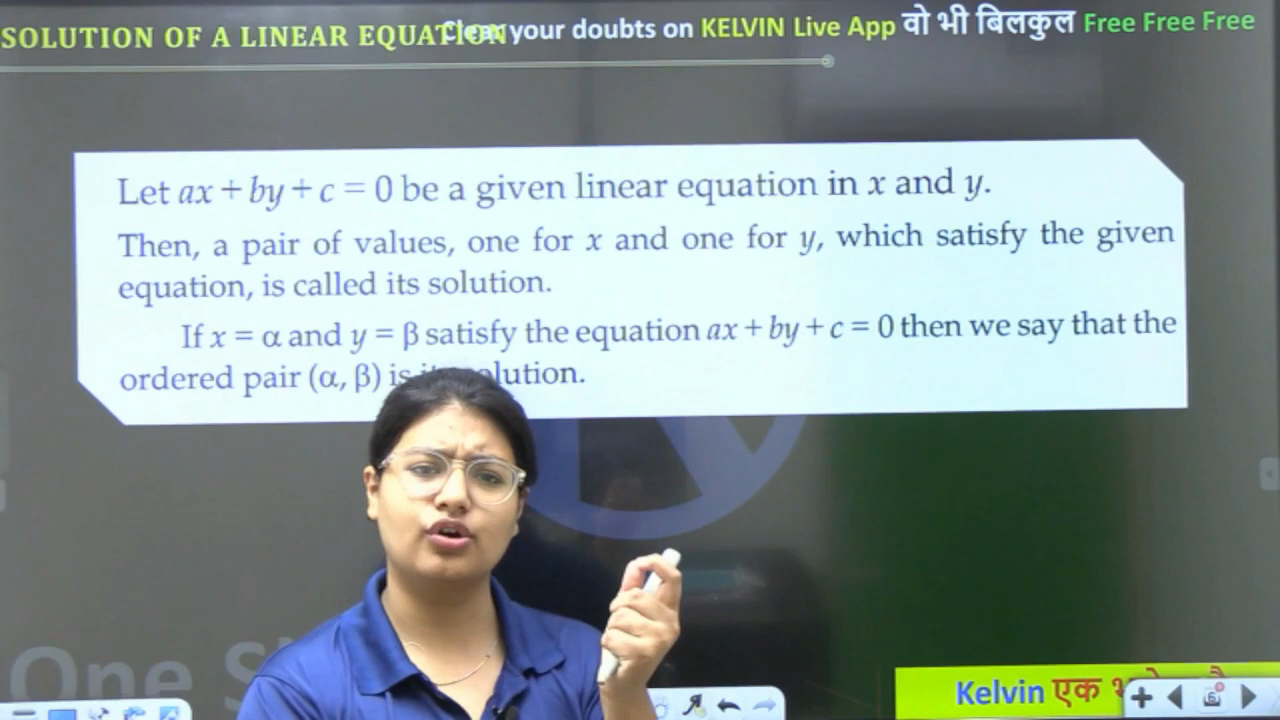 SOLUTION OF A LINEAR EQUATION
Clear your doubts on KELVIN Live App वो भी बिलकुल Free Free Free
Let ax + by + c = 0 be a given linear equation in x and y.
Then, a pair of values, one for x and one for y, which satisfy the given
equation, is called its solution.
If x = α and y = β satisfy the equation ax + by + c = 0 then we say that the
ordered pair (α, β) is its solution.
One
Kelvin एक